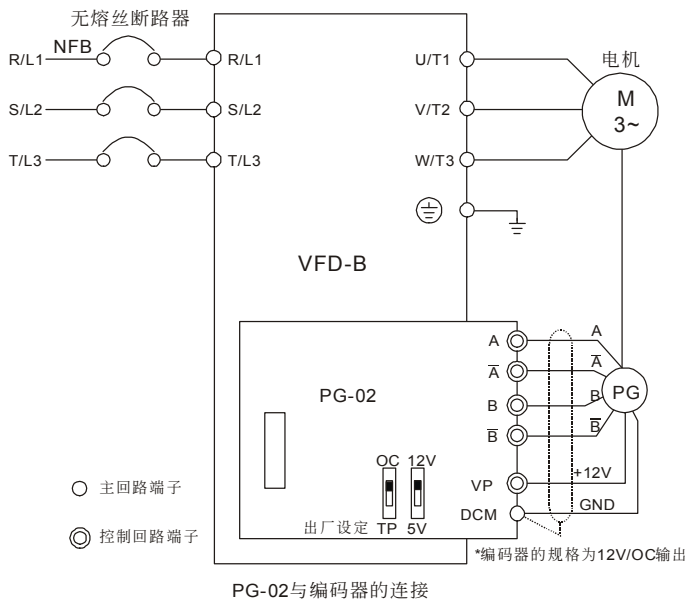 无熔丝断路器
NFB
R/L1
R/L1
U/T1
电机
S/L2
S/L2
V/T2
M
3~
T/L3
T/L3
W/T3
VFD-B
A
A
A̅
A̅
PG-02
B
B
PG
B̅
B̅
OC 12V
VP
+12V
主回路端子
DCM
GND
出厂设定 TP 5V
控制回路端子
*编码器的规格为12V/OC输出
PG-02与编码器的连接